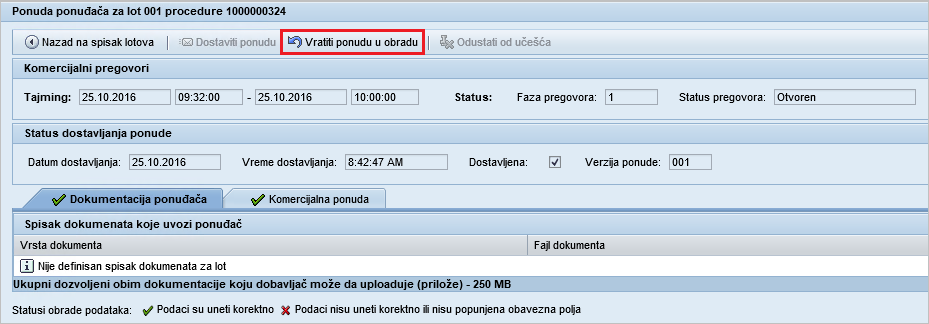 Ponuda ponuđača za lot 001 procedure 1000000324
Nazad na spisak lotova Dostaviti ponudu Vratiti ponudu u obradu Odustati od učešća
Komercijalni pregovori
Tajming: 25.10.2016 09:32:00 - 25.10.2016 10:00:00 Status: Faza pregovora: 1 Status pregovora: Otvoren
Status dostavljanja ponude
Datum dostavljanja: 25.10.2016 Vreme dostavljanja: 8:42:47 AM Dostavljena: Verzija ponude: 001
Dokumentacija ponuđača Komercijalna ponuda
Spisak dokumenata koje uvozi ponuđač
Vrsta dokumenta Fajl dokumenta
Nije definisan spisak dokumenata za lot
Ukupni dozvoljeni obim dokumentacije koju dobavljač može da uploaduje (prilože) - 250 MB
Statusi obrade podataka: Podaci su uneti korektno Podaci nisu uneti korektno ili nisu popunjena obavezna polja